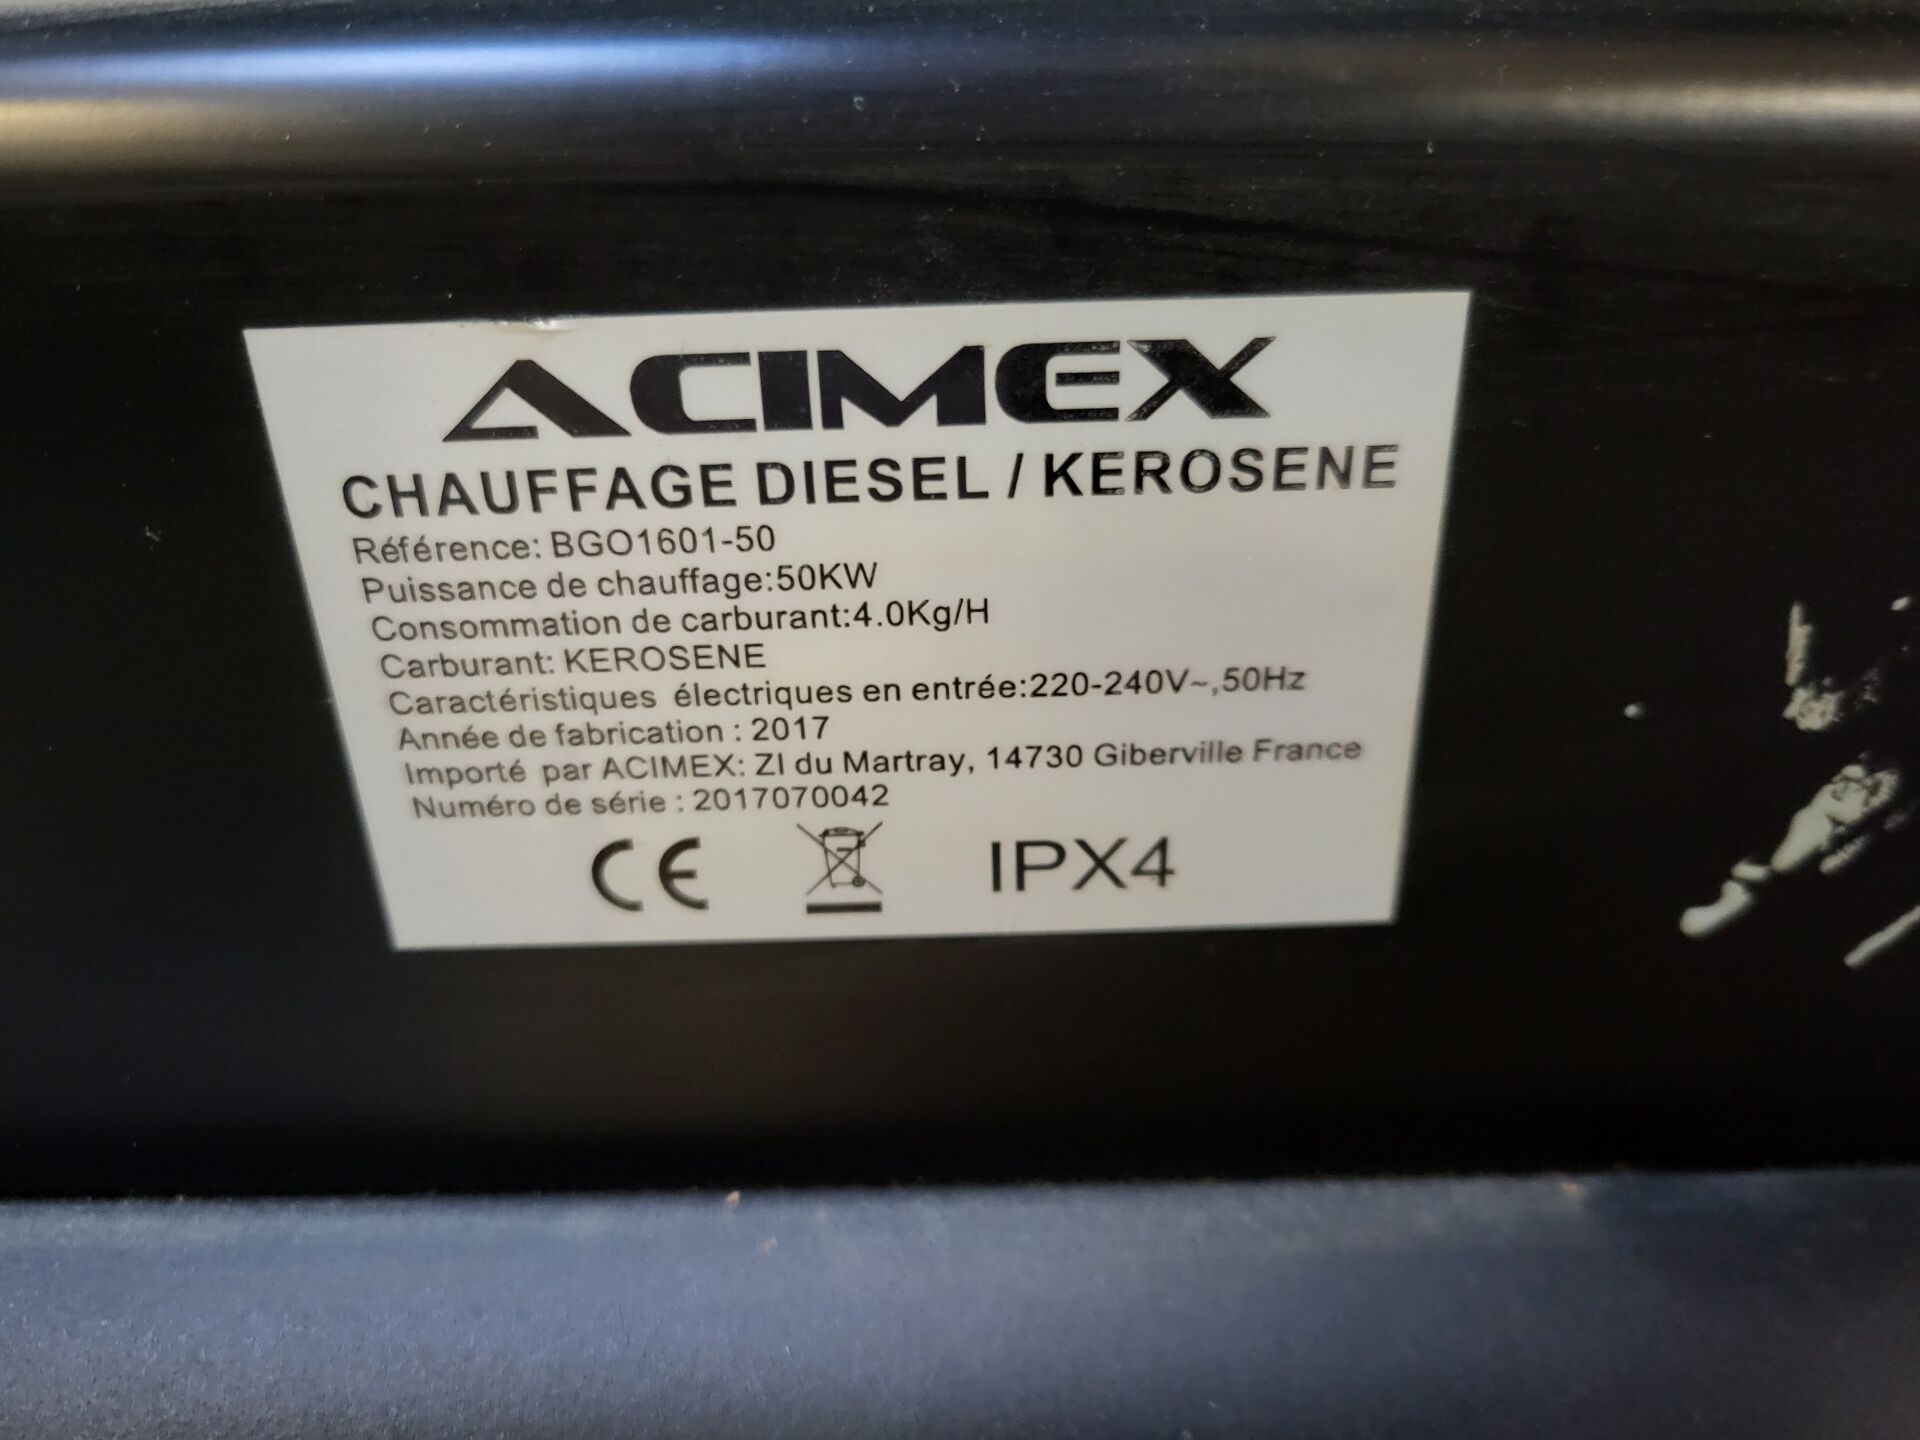 ACIMEX
CHAUFFAGE DIESEL / KEROSENE
Référence: BGO1601-50
Puissance de chauffage:50KW
Consommation de carburant:4.0Kg/H
Carburant: KEROSENE
Caractéristiques électriques en entrée:220-240V~,50Hz
Année de fabrication : 2017
Importé par ACIMEX: ZI du Martray, 14730 Giberville France
Numéro de série : 2017070042
CE IPX4